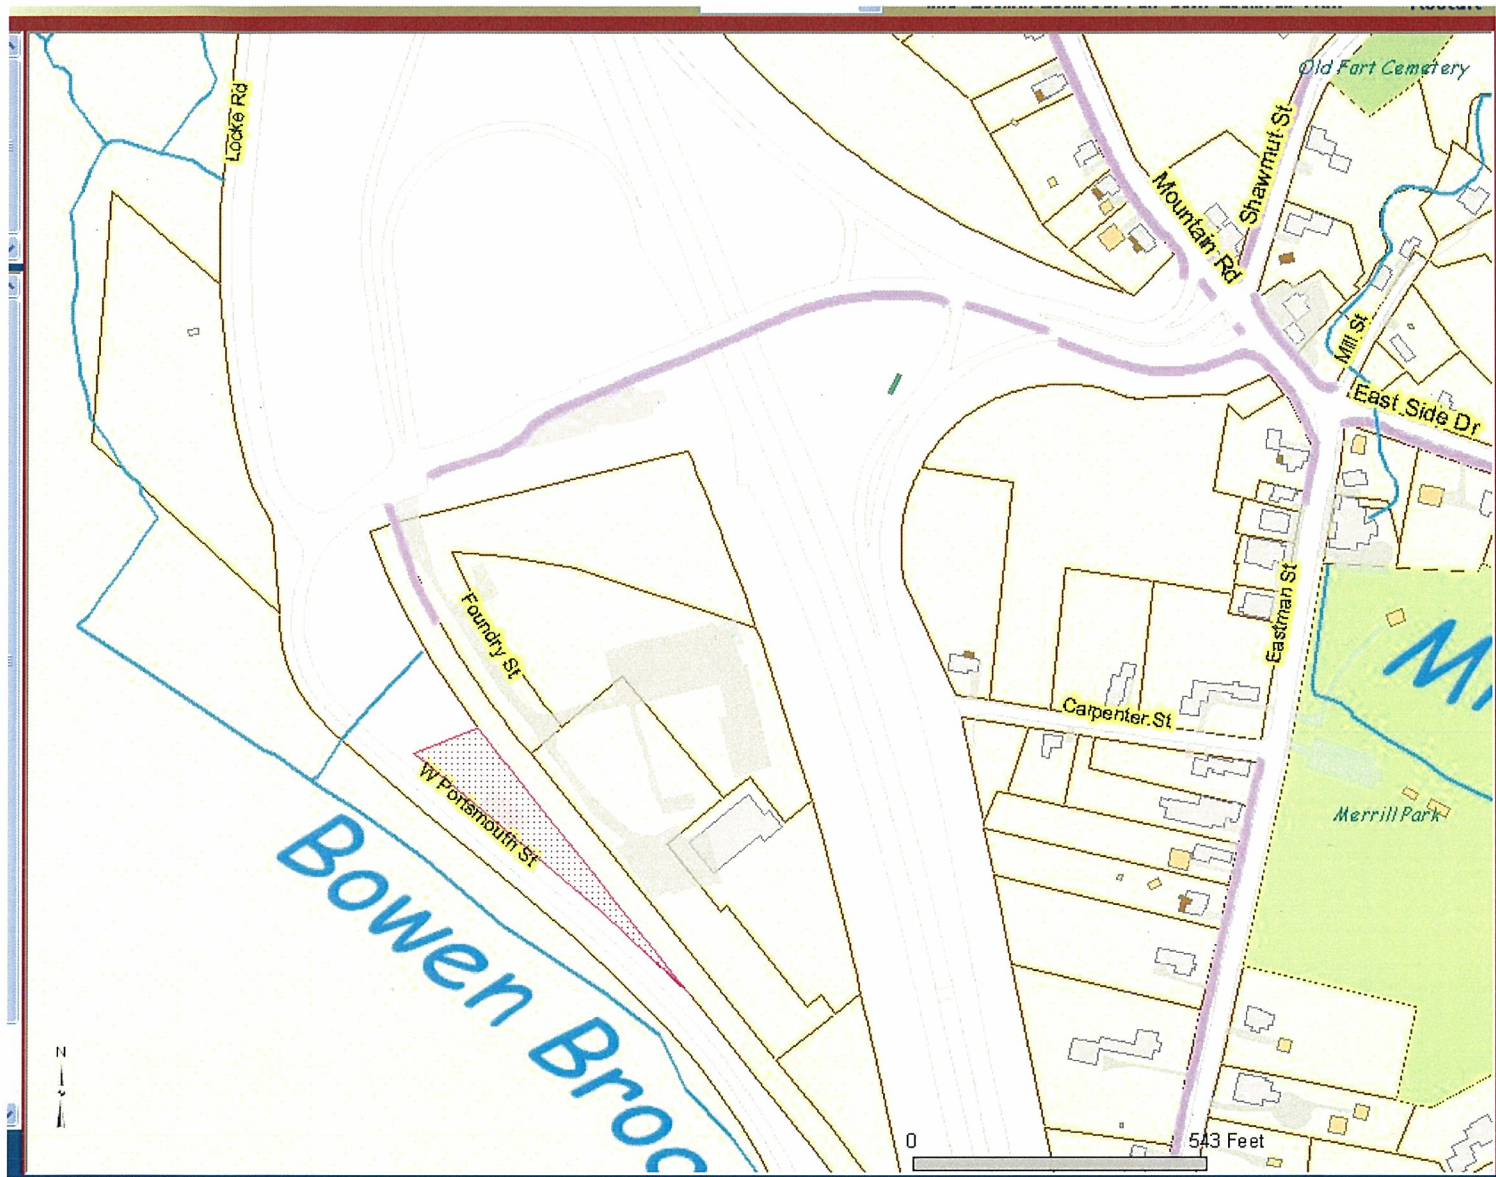 Old Fort Cemetery
Locke Rd
Shawmut St
Mountain Rd
Mill St
East Side Dr
Foundry St
Eastman St
Carpenter St
W Portsmouth St
Merrill Park
Bowen Broo
Mi
N
0
543 Feet